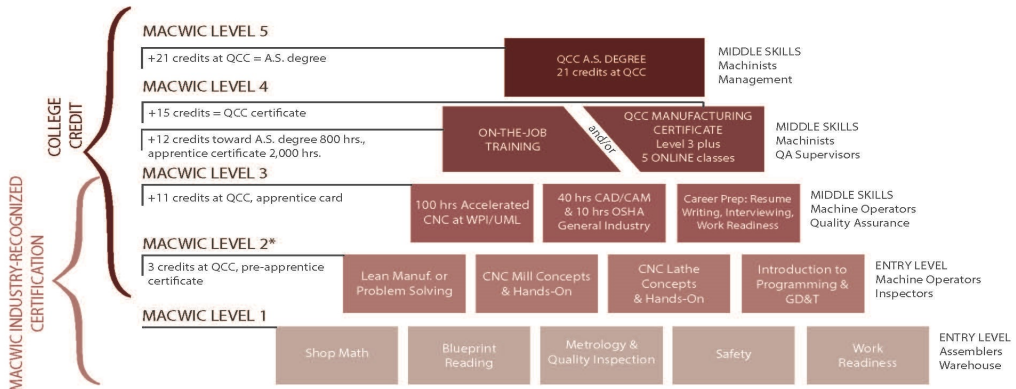 MACWIC LEVEL 5
+21 credits at QCC = A.S. degree
QCC A.S. DEGREE
21 credits at QCC
MIDDLE SKILLS
Machinists
Management
MACWIC LEVEL 4
+15 credits = QCC certificate
+12 credits toward A.S. degree 800 hrs.,
apprentice certificate 2,000 hrs.
ON-THE-JOB
TRAINING
and/or
QCC MANUFACTURING
CERTIFICATE
Level 3 plus
5 ONLINE classes
MIDDLE SKILLS
Machinists
QA Supervisors
MACWIC LEVEL 3
+11 credits at QCC, apprentice card
100 hrs Accelerated
CNC at WPI/UML
40 hrs CAD/CAM
& 10 hrs OSHA
General Industry
Career Prep: Resume
Writing, Interviewing,
Work Readiness
MIDDLE SKILLS
Machine Operators
Quality Assurance
MACWIC LEVEL 2*
3 credits at QCC, pre-apprentice
certificate
Lean Manuf. or
Problem Solving
CNC Mill Concepts
& Hands-On
CNC Lathe
Concepts
& Hands-On
Introduction to
Programming &
GD&T
ENTRY LEVEL
Machine Operators
Inspectors
MACWIC LEVEL 1
Shop Math
Blueprint
Reading
Metrology &
Quality Inspection
Safety
Work
Readiness
ENTRY LEVEL
Assemblers
Warehouse
COLLEGE
CREDIT
MACWIC INDUSTRY-RECOGNIZED
CERTIFICATION